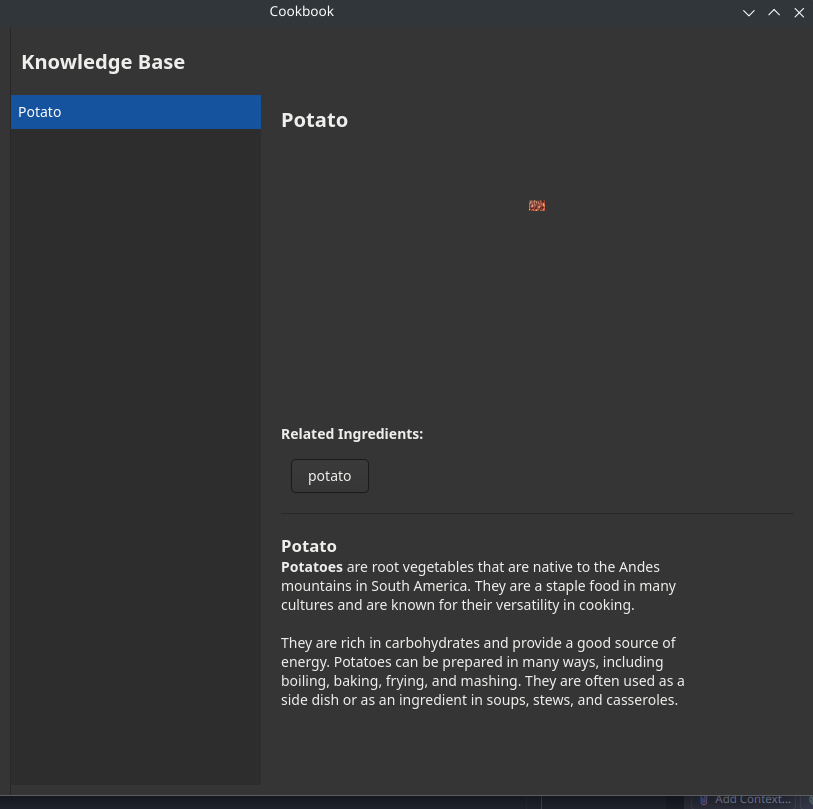 Cookbook
Knowledge Base
Potato
Potato
Related Ingredients:
potato
Potato
Potatoes are root vegetables that are native to the Andes
mountains in South America. They are a staple food in many
cultures and are known for their versatility in cooking.
They are rich in carbohydrates and provide a good source of
energy. Potatoes can be prepared in many ways, including
boiling, baking, frying, and mashing. They are often used as a
side dish or as an ingredient in soups, stews, and casseroles.
Add Context...